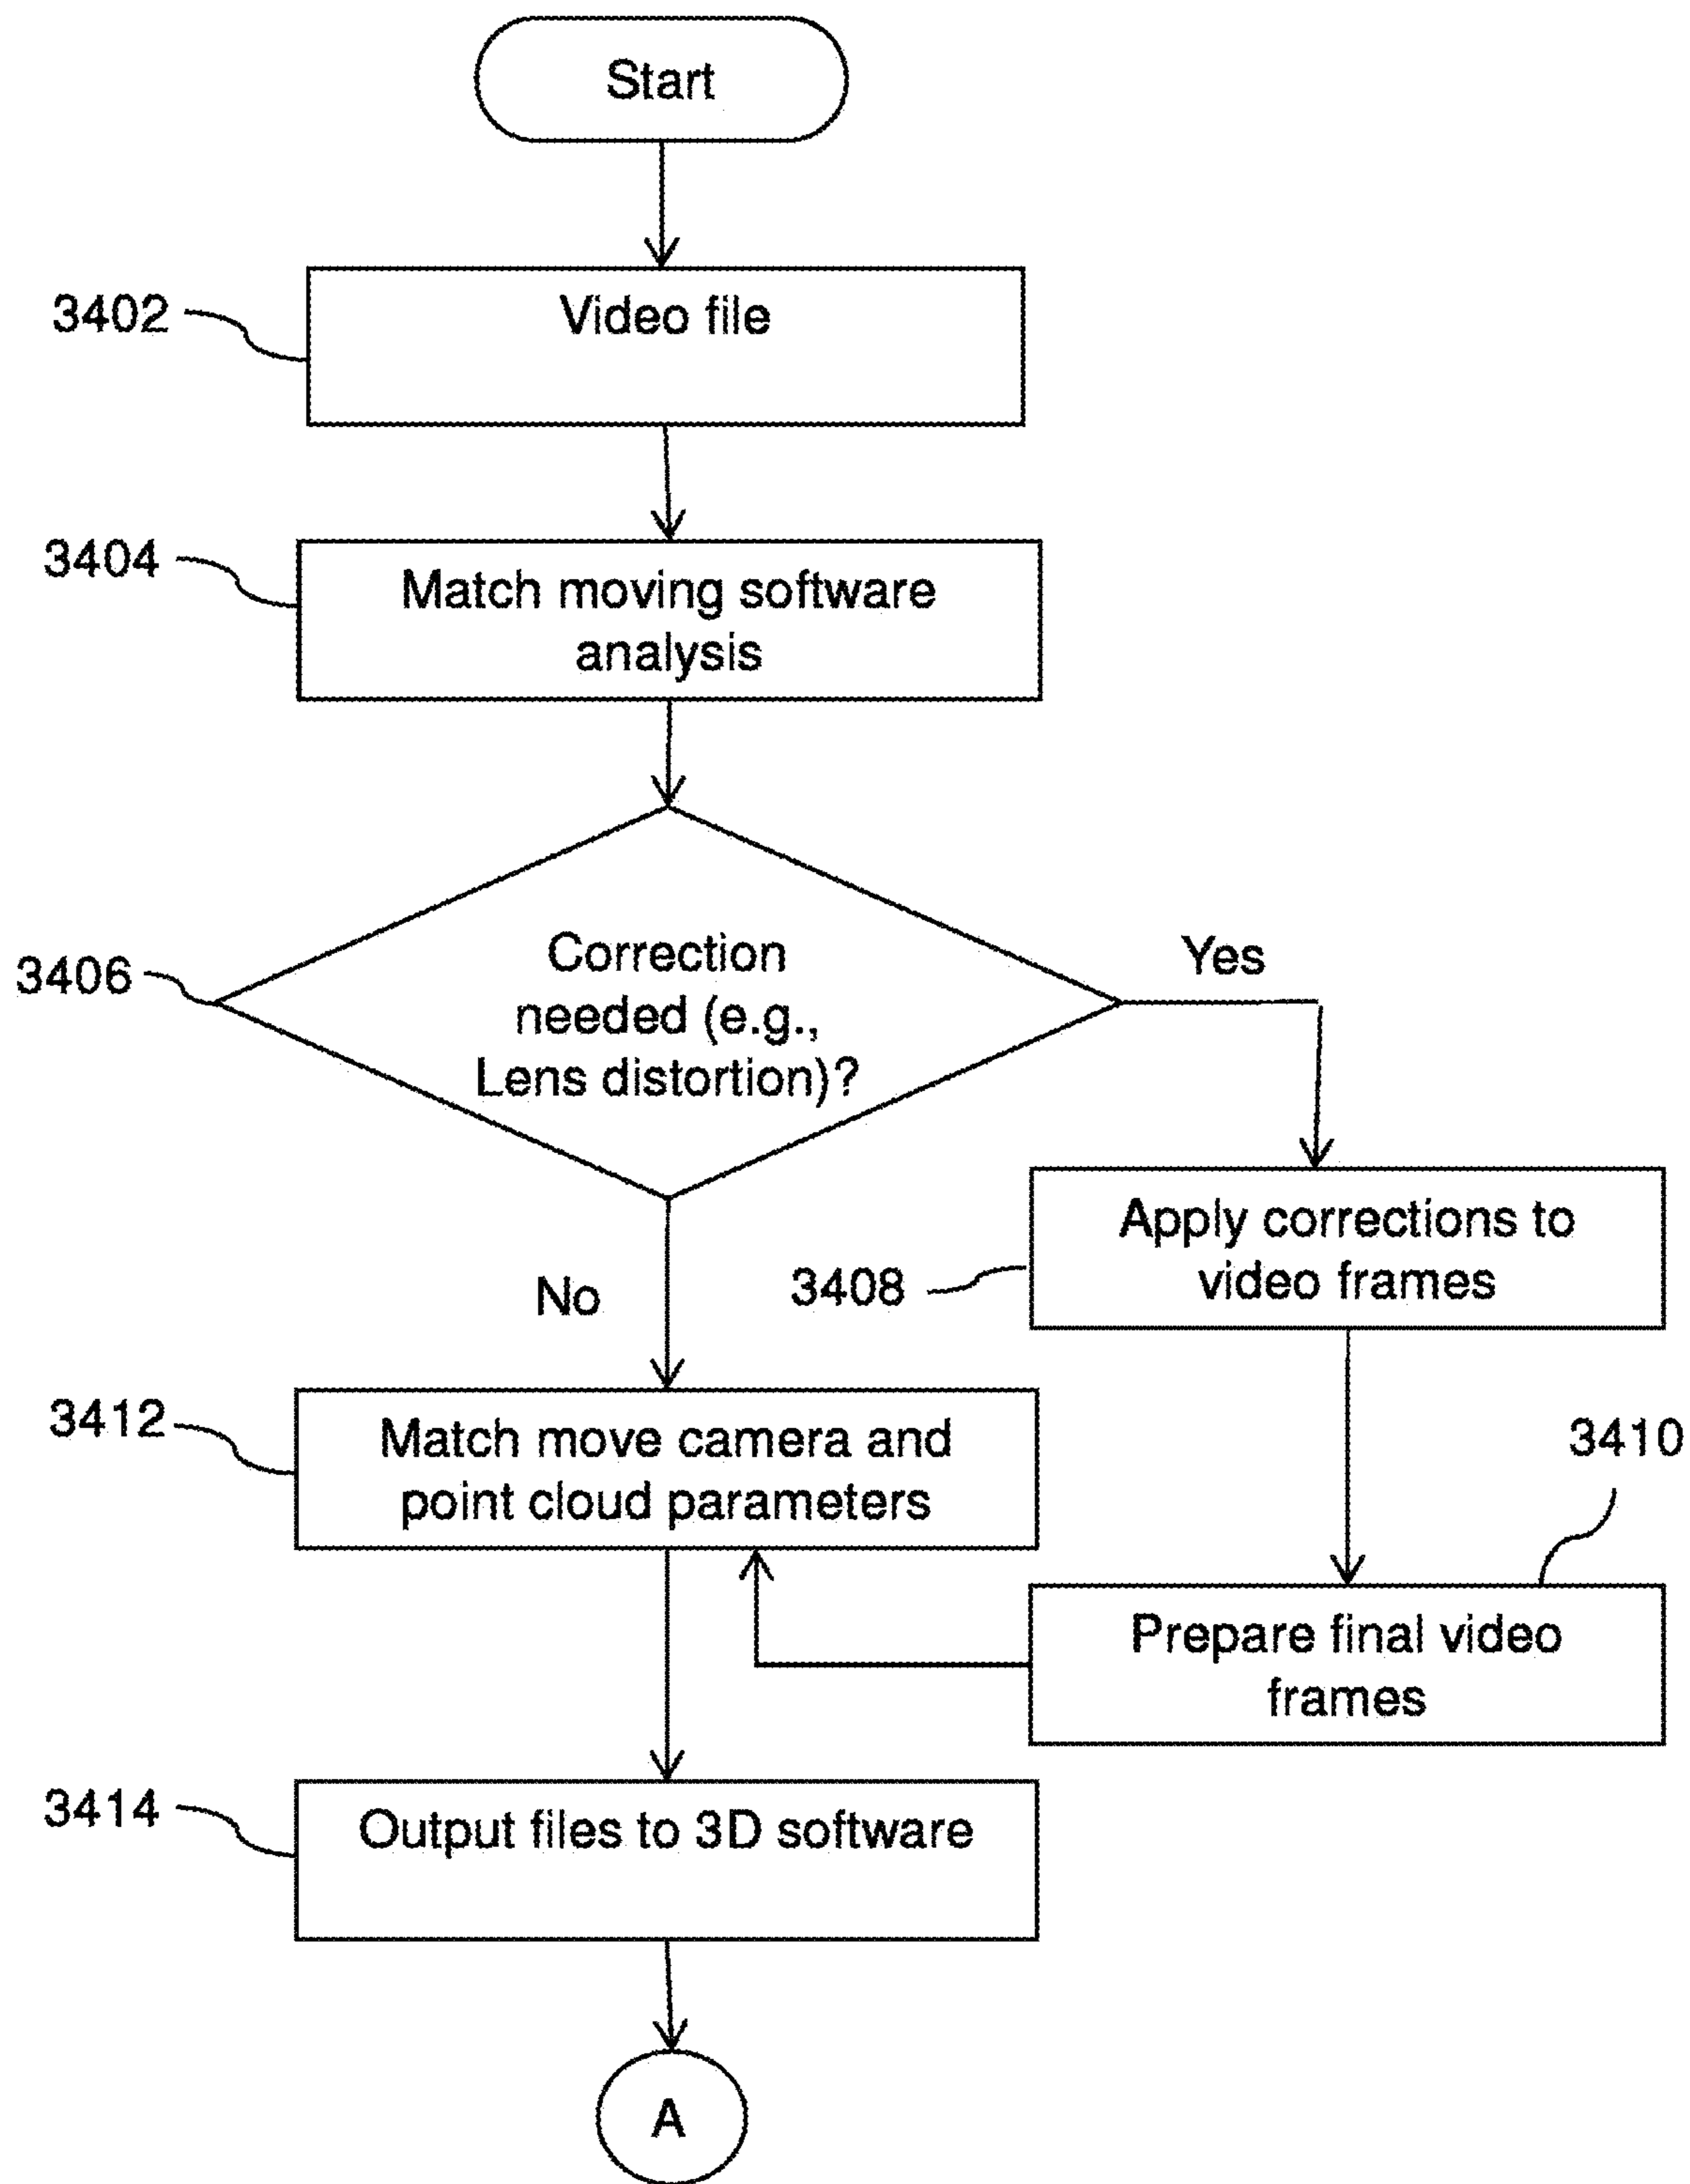 Start
3402
Video file
3404
Match moving software
analysis
3406
Correction
needed (e.g.,
Lens distortion)?
Yes
3408
Apply corrections to
video frames
No
3412
Match move camera and
point cloud parameters
3410
Prepare final video
frames
3414
Output files to 3D software
A